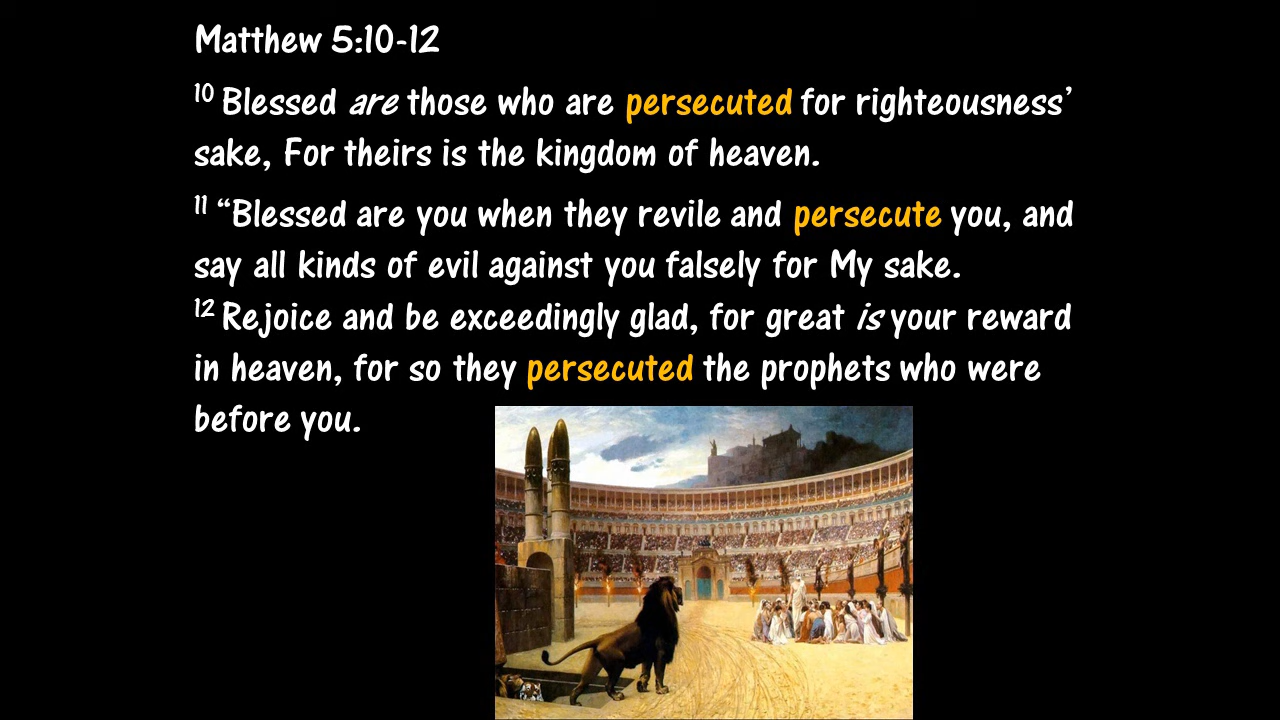 Matthew 5:10-12
10 Blessed are those who are persecuted for righteousness’
sake, For theirs is the kingdom of heaven.
11 “Blessed are you when they revile and persecute you, and
say all kinds of evil against you falsely for My sake.
12 Rejoice and be exceedingly glad, for great is your reward
in heaven, for so they persecuted the prophets who were
before you.